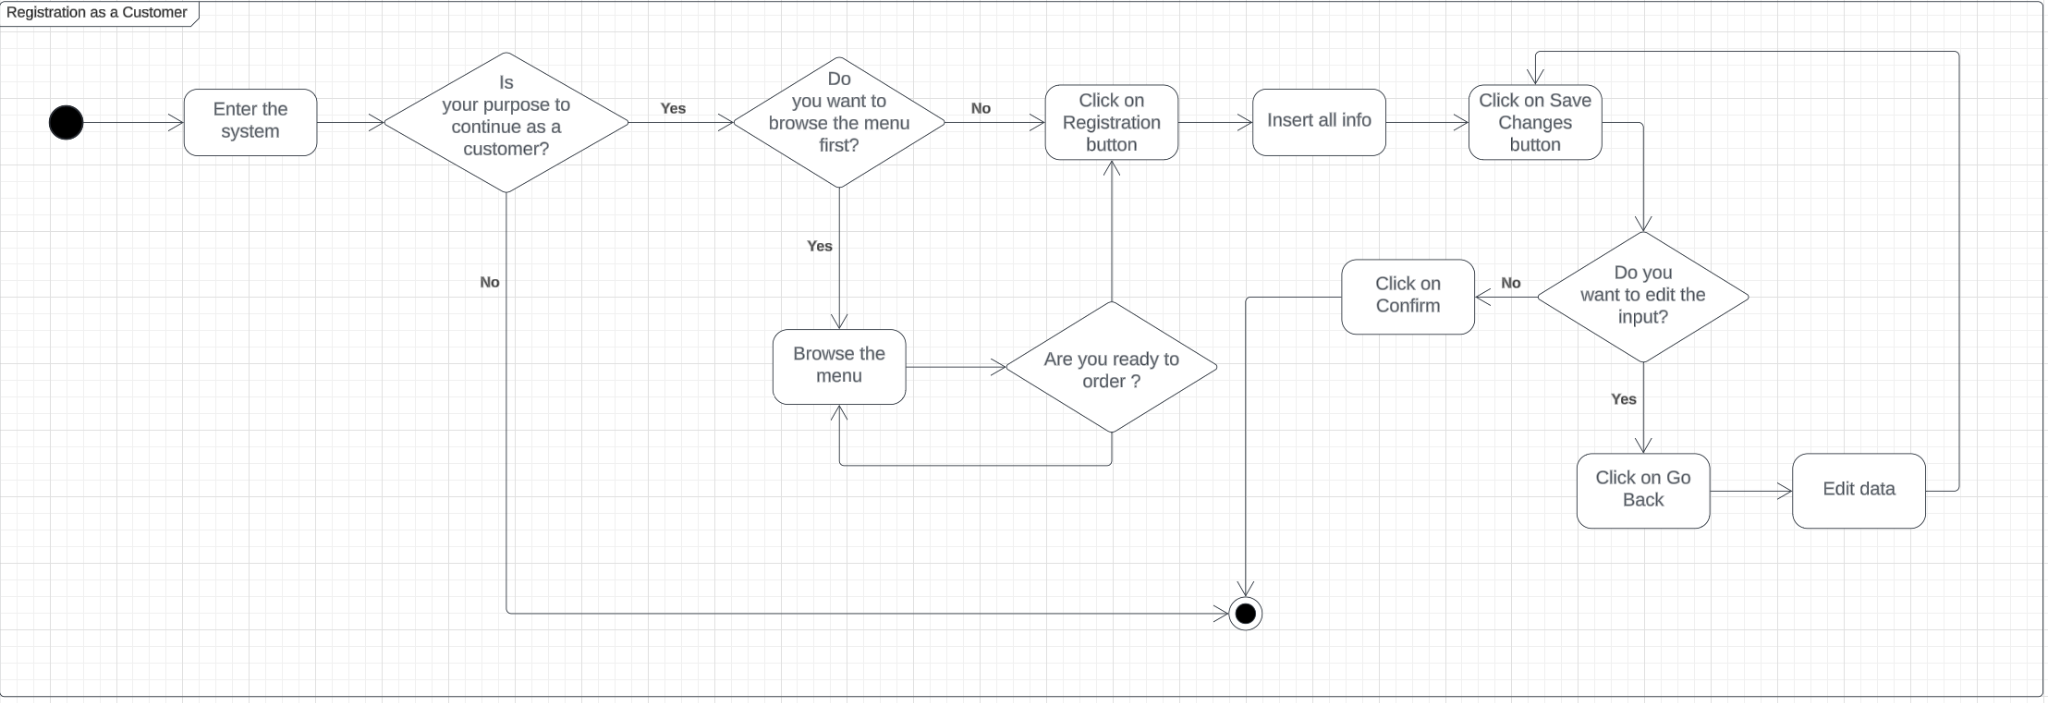 Registration as a Customer
Enter the
system
Is
your purpose to
continue as a
customer?
Yes
No
Do
you want to
browse the menu
first?
No
Yes
Browse the
menu
Are you ready to
order ?
Click on
Registration
button
Insert all info
Click on Save
Changes
button
Do you
want to edit the
input?
No
Click on
Confirm
Yes
Click on Go
Back
Edit data